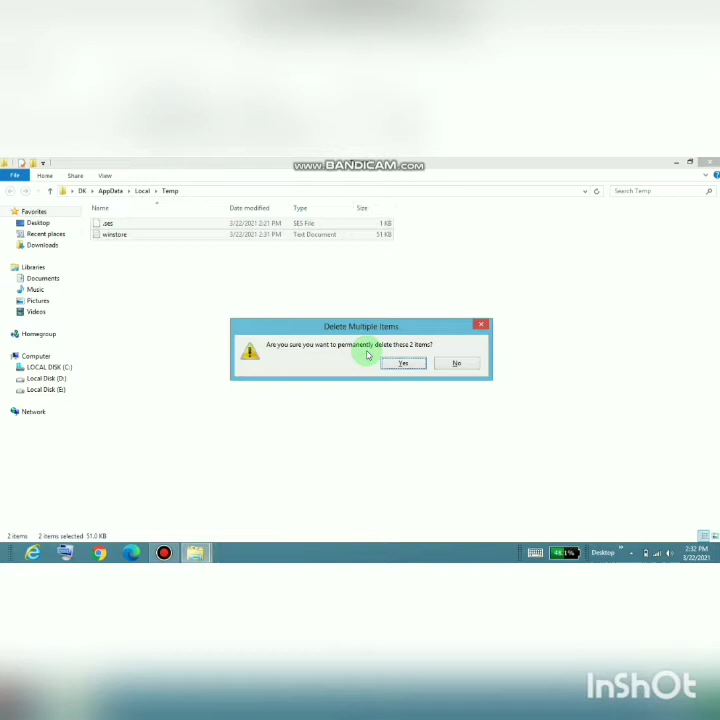 www.BANDICAM.com
File Home Share View
DK AppData Local Temp Search Temp
Name Date modified Type Size
Favorites
.ses 3/22/2021 2:21 PM SES File 1 KB
Desktop
winstore 3/22/2021 2:31 PM Text Document 51 KB
Recent places
Downloads
Libraries
Documents
Music
Pictures
Videos
Homegroup
Computer
LOCAL DISK (C:)
Local Disk (D:)
Local Disk (E:)
Network
Delete Multiple Items
Are you sure you want to permanently delete these 2 items?
Yes No
2 items 2 items selected 51.0 KB
48.1% Desktop 2:32 PM
3/22/2021
InShOt